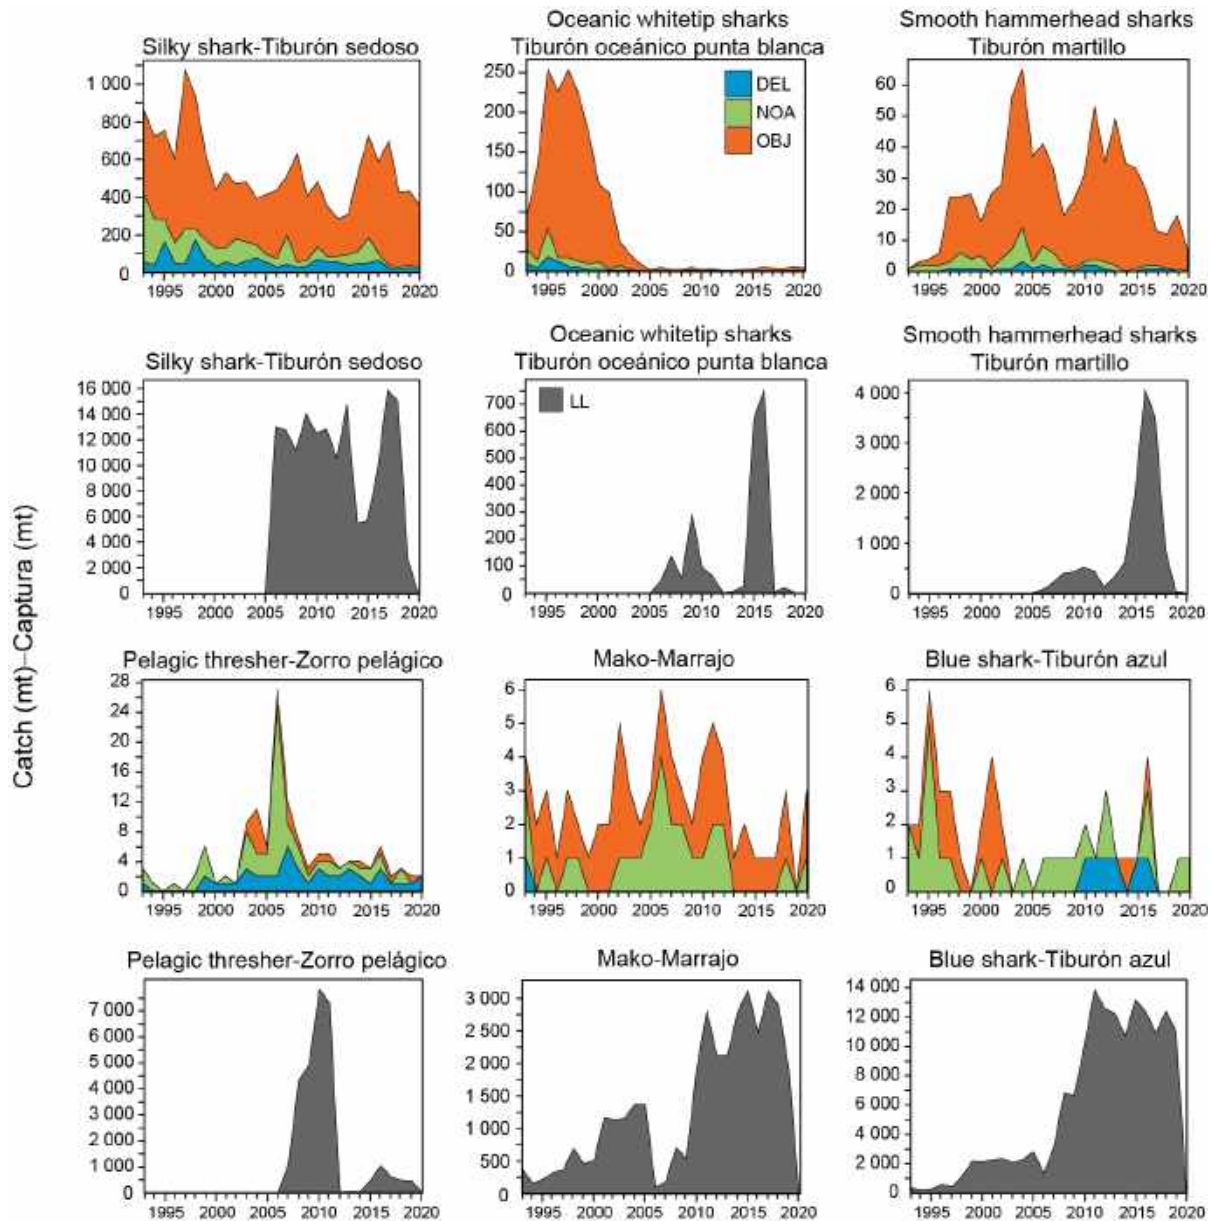 Catch (mt)–Captura (mt)
Silky shark-Tiburón sedoso
1 000
800
600
400
200
0
1995 2000 2005 2010 2015 2020
Oceanic whitetip sharks
Tiburón oceánico punta blanca
250
200
150
100
50
0
1995 2000 2005 2010 2015 2020
DEL
NOA
OBJ
Smooth hammerhead sharks
Tiburón martillo
60
50
40
30
20
10
0
1995 2000 2005 2010 2015 2020
Silky shark-Tiburón sedoso
16 000
14 000
12 000
10 000
8 000
6 000
4 000
2 000
0
1995 2000 2005 2010 2015 2020
Oceanic whitetip sharks
Tiburón oceánico punta blanca
700
600
500
400
300
200
100
0
1995 2000 2005 2010 2015 2020
LL
Smooth hammerhead sharks
Tiburón martillo
4 000
3 000
2 000
1 000
0
1995 2000 2005 2010 2015 2020
Pelagic thresher-Zorro pelágico
28
24
20
16
12
8
4
0
1995 2000 2005 2010 2015 2020
Mako-Marrajo
6
5
4
3
2
1
0
1995 2000 2005 2010 2015 2020
Blue shark-Tiburón azul
6
5
4
3
2
1
0
1995 2000 2005 2010 2015 2020
Pelagic thresher-Zorro pelágico
7 000
6 000
5 000
4 000
3 000
2 000
1 000
0
1995 2000 2005 2010 2015 2020
Mako-Marrajo
3 000
2 500
2 000
1 500
1 000
500
0
1995 2000 2005 2010 2015 2020
Blue shark-Tiburón azul
14 000
12 000
10 000
8 000
6 000
4 000
2 000
0
1995 2000 2005 2010 2015 2020